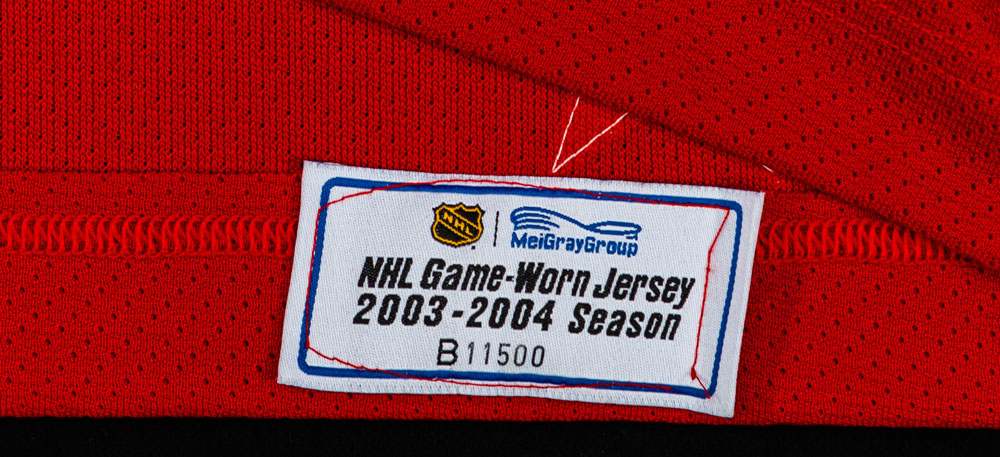 NHL | MeiGrayGroup
NHL Game-Worn Jersey
2003-2004 Season
B11500